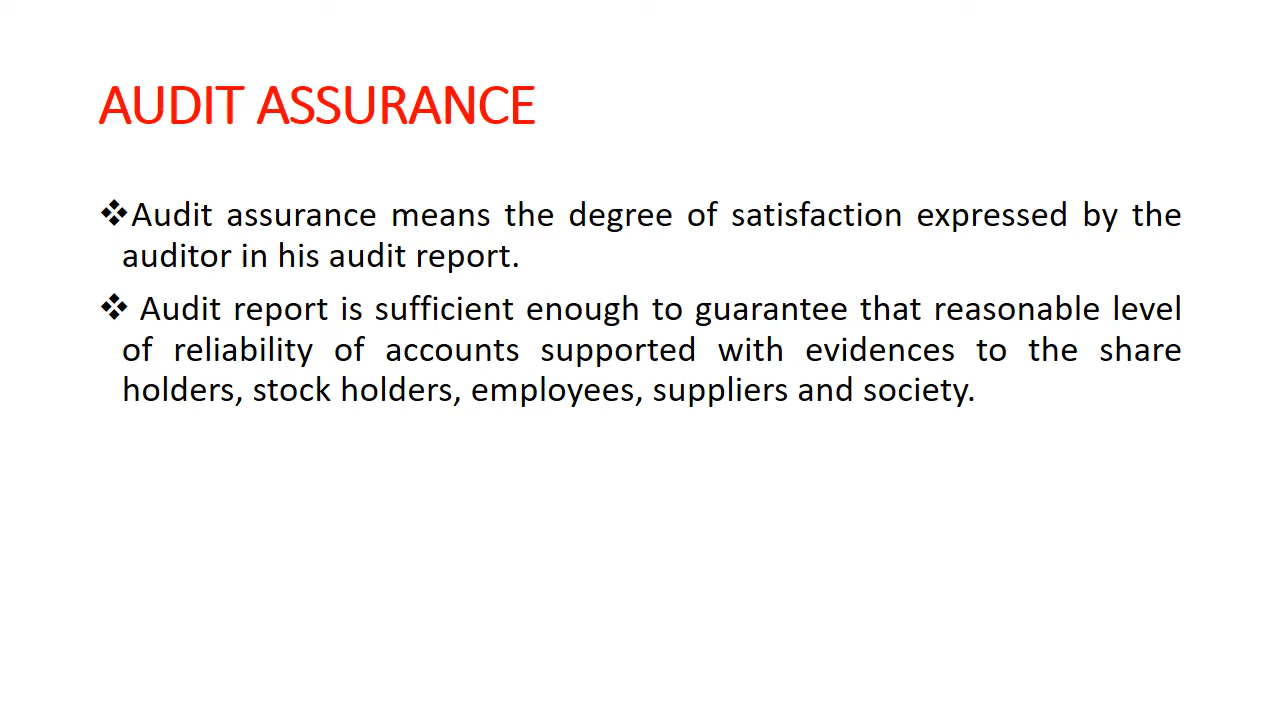 AUDIT ASSURANCE
❖Audit assurance means the degree of satisfaction expressed by the
auditor in his audit report.
❖ Audit report is sufficient enough to guarantee that reasonable level
of reliability of accounts supported with evidences to the share
holders, stock holders, employees, suppliers and society.